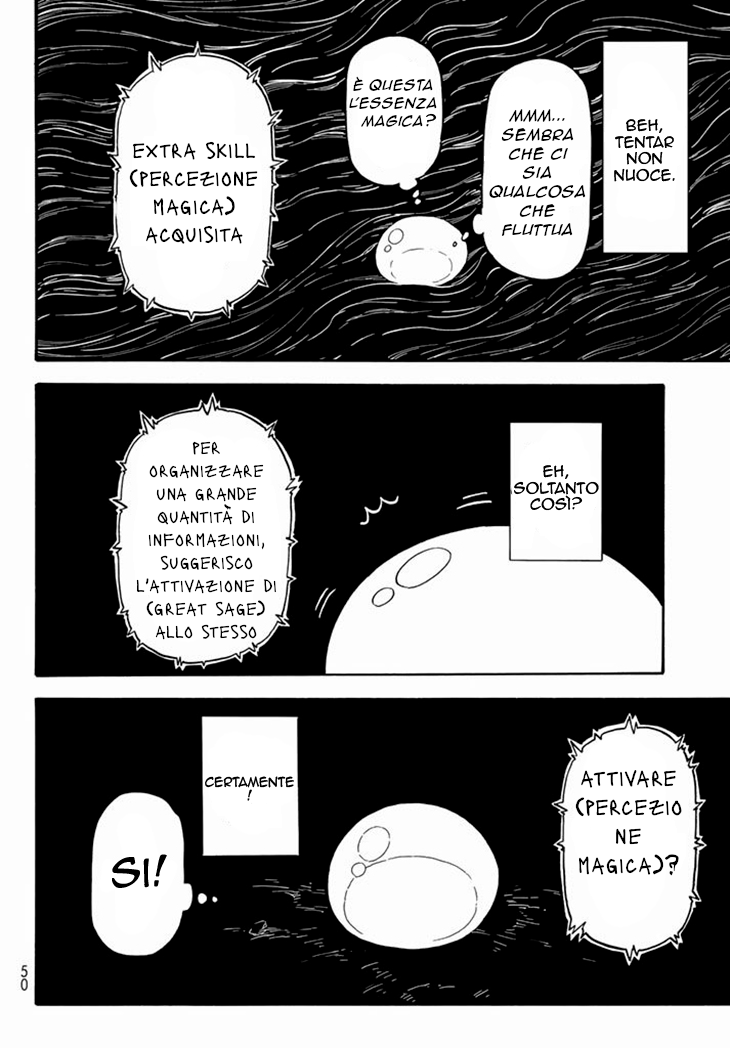 BEH,
TENTAR
NON
NUOCE.
MMM...
SEMBRA
CHE CI
SIA
QUALCOSA
CHE
FLUTTUA
È QUESTA
L'ESSENZA
MAGICA?
EXTRA SKILL
(PERCEZIONE
MAGICA)
ACQUISITA
EH,
SOLTANTO
COSÌ?
PER
ORGANIZZARE
UNA GRANDE
QUANTITÀ DI
INFORMAZIONI,
SUGGERISCO
L'ATTIVAZIONE DI
(GREAT SAGE)
ALLO STESSO
ATTIVARE
(PERCEZIO
NE
MAGICA)?
CERTAMENTE
!
SI!
50